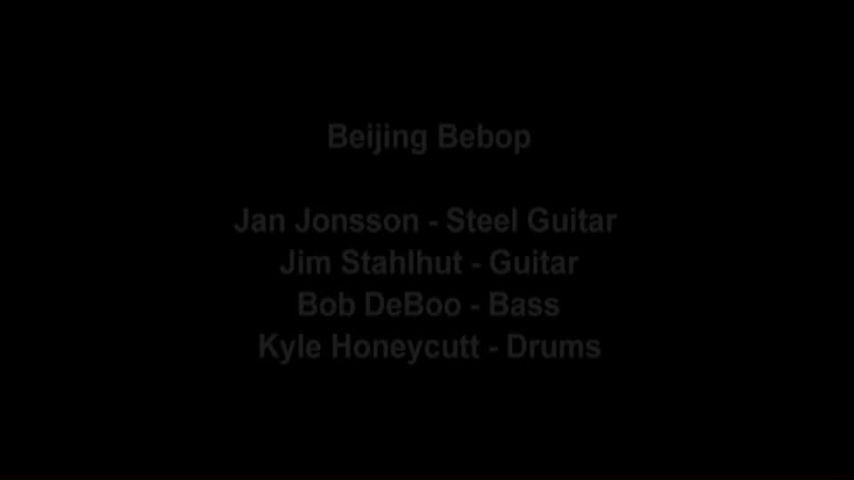 Beijing Bebop
Jan Jonsson - Steel Guitar
Jim Stahlhut - Guitar
Bob DeBoo - Bass
Kyle Honeycutt - Drums